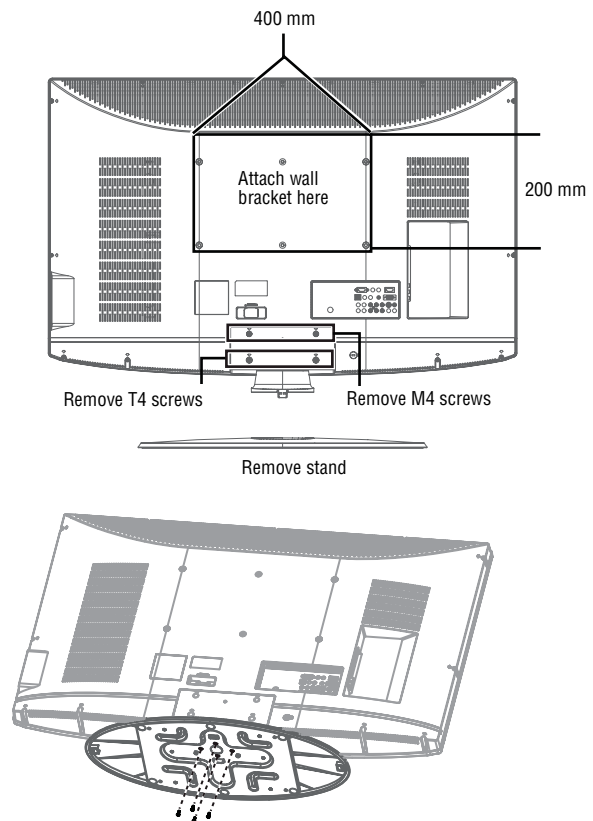 400 mm
Attach wall
bracket here
200 mm
Remove T4 screws
Remove M4 screws
Remove stand